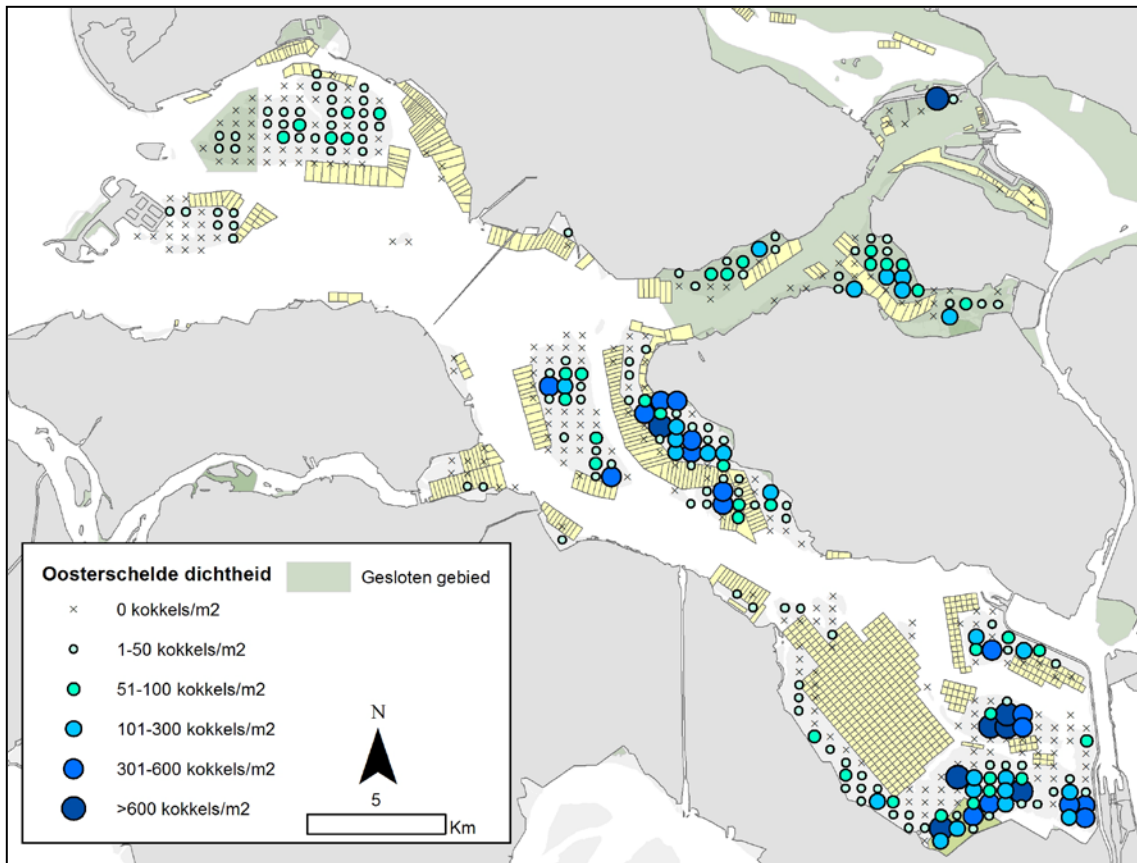 Oosterschelde dichtheid
Gesloten gebied
0 kokkels/m2
1-50 kokkels/m2
51-100 kokkels/m2
101-300 kokkels/m2
301-600 kokkels/m2
>600 kokkels/m2
N
5
Km